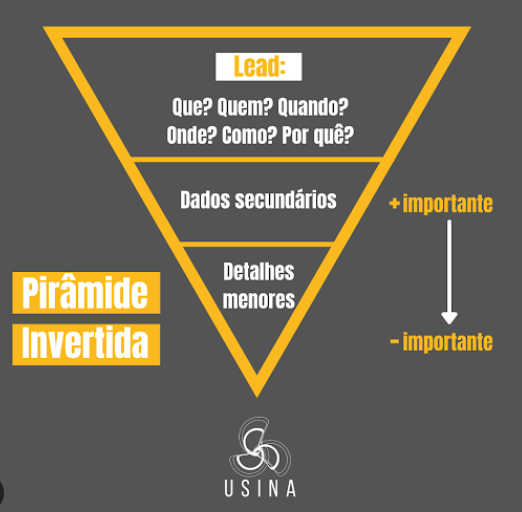 Lead:
Que? Quem? Quando?
Onde? Como? Por quê?
Dados secundários
+ importante
Detalhes
menores
Pirâmide
Invertida
- importante
USINA